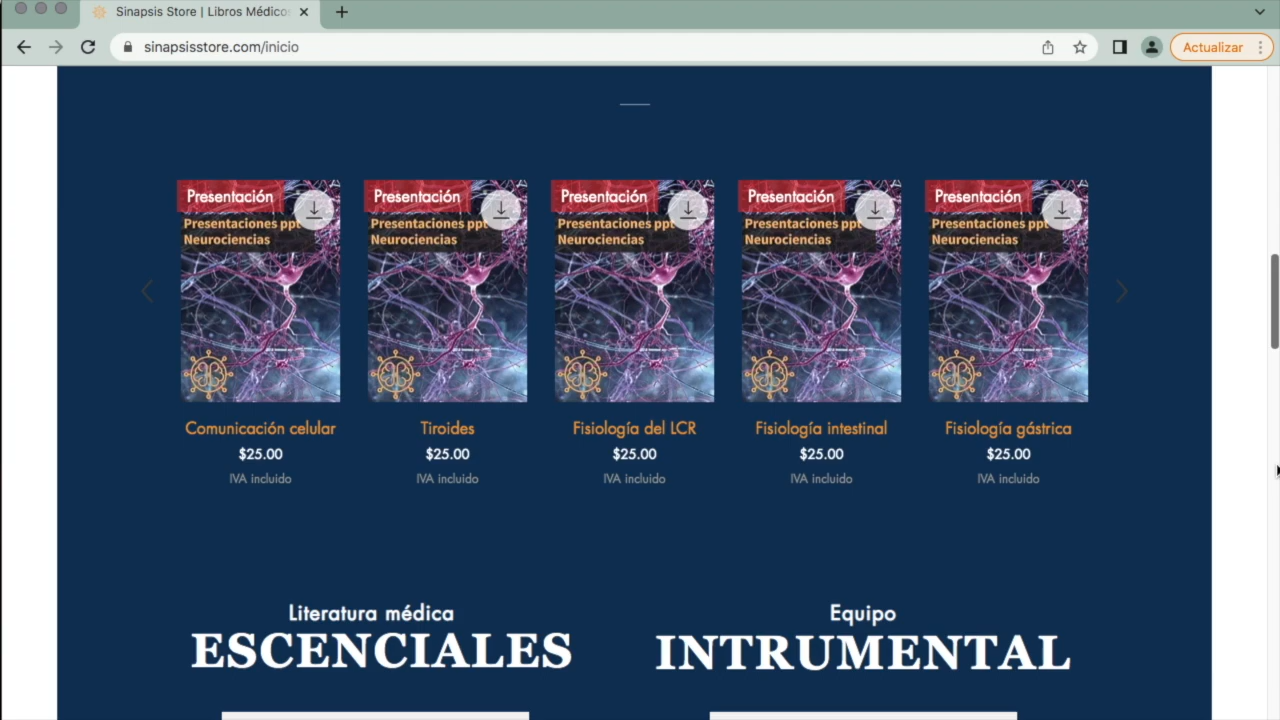 Sinapsis Store | Libros Médicos
sinapsisstore.com/inicio
Actualizar
Presentación
Presentaciones ppt
Neurociencias
Presentación
Presentaciones ppt
Neurociencias
Presentación
Presentaciones ppt
Neurociencias
Presentación
Presentaciones ppt
Neurociencias
Presentación
Presentaciones ppt
Neurociencias
Comunicación celular
$25.00
IVA incluido
Tiroides
$25.00
IVA incluido
Fisiología del LCR
$25.00
IVA incluido
Fisiología intestinal
$25.00
IVA incluido
Fisiología gástrica
$25.00
IVA incluido
Literatura médica
ESCENCIALES
Equipo
INTRUMENTAL